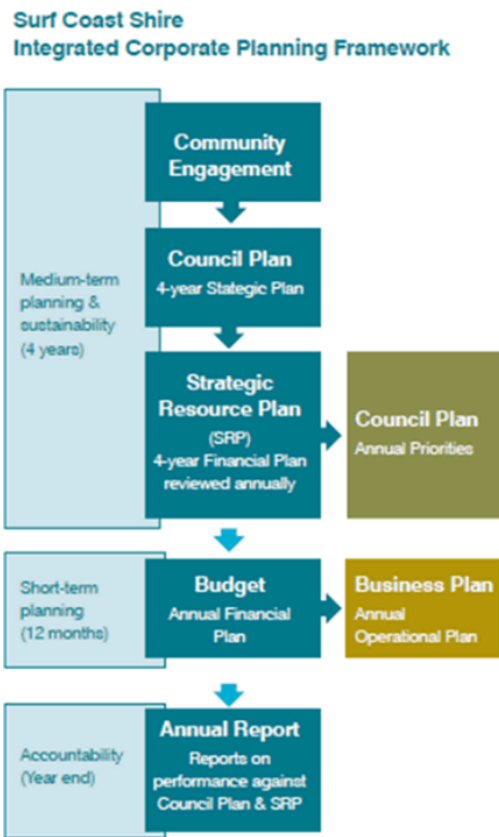 Surf Coast Shire
Integrated Corporate Planning Framework
Community
Engagement
Council Plan
4-year Stategic Plan
Medium-term
planning &
sustainability
(4 years)
Strategic
Resource Plan
(SRP)
4-year Financial Plan
reviewed annually
Council Plan
Annual Priorities
Short-term
planning
(12 months)
Budget
Annual Financial
Plan
Business Plan
Annual
Operational Plan
Accountability
(Year end)
Annual Report
Reports on
performance against
Council Plan & SRP